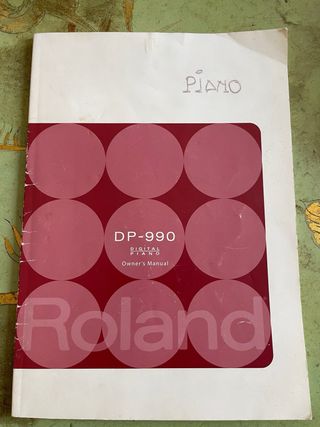 PiANO
DP-990
DIGITAL
PIANO
Owner's Manual
Roland